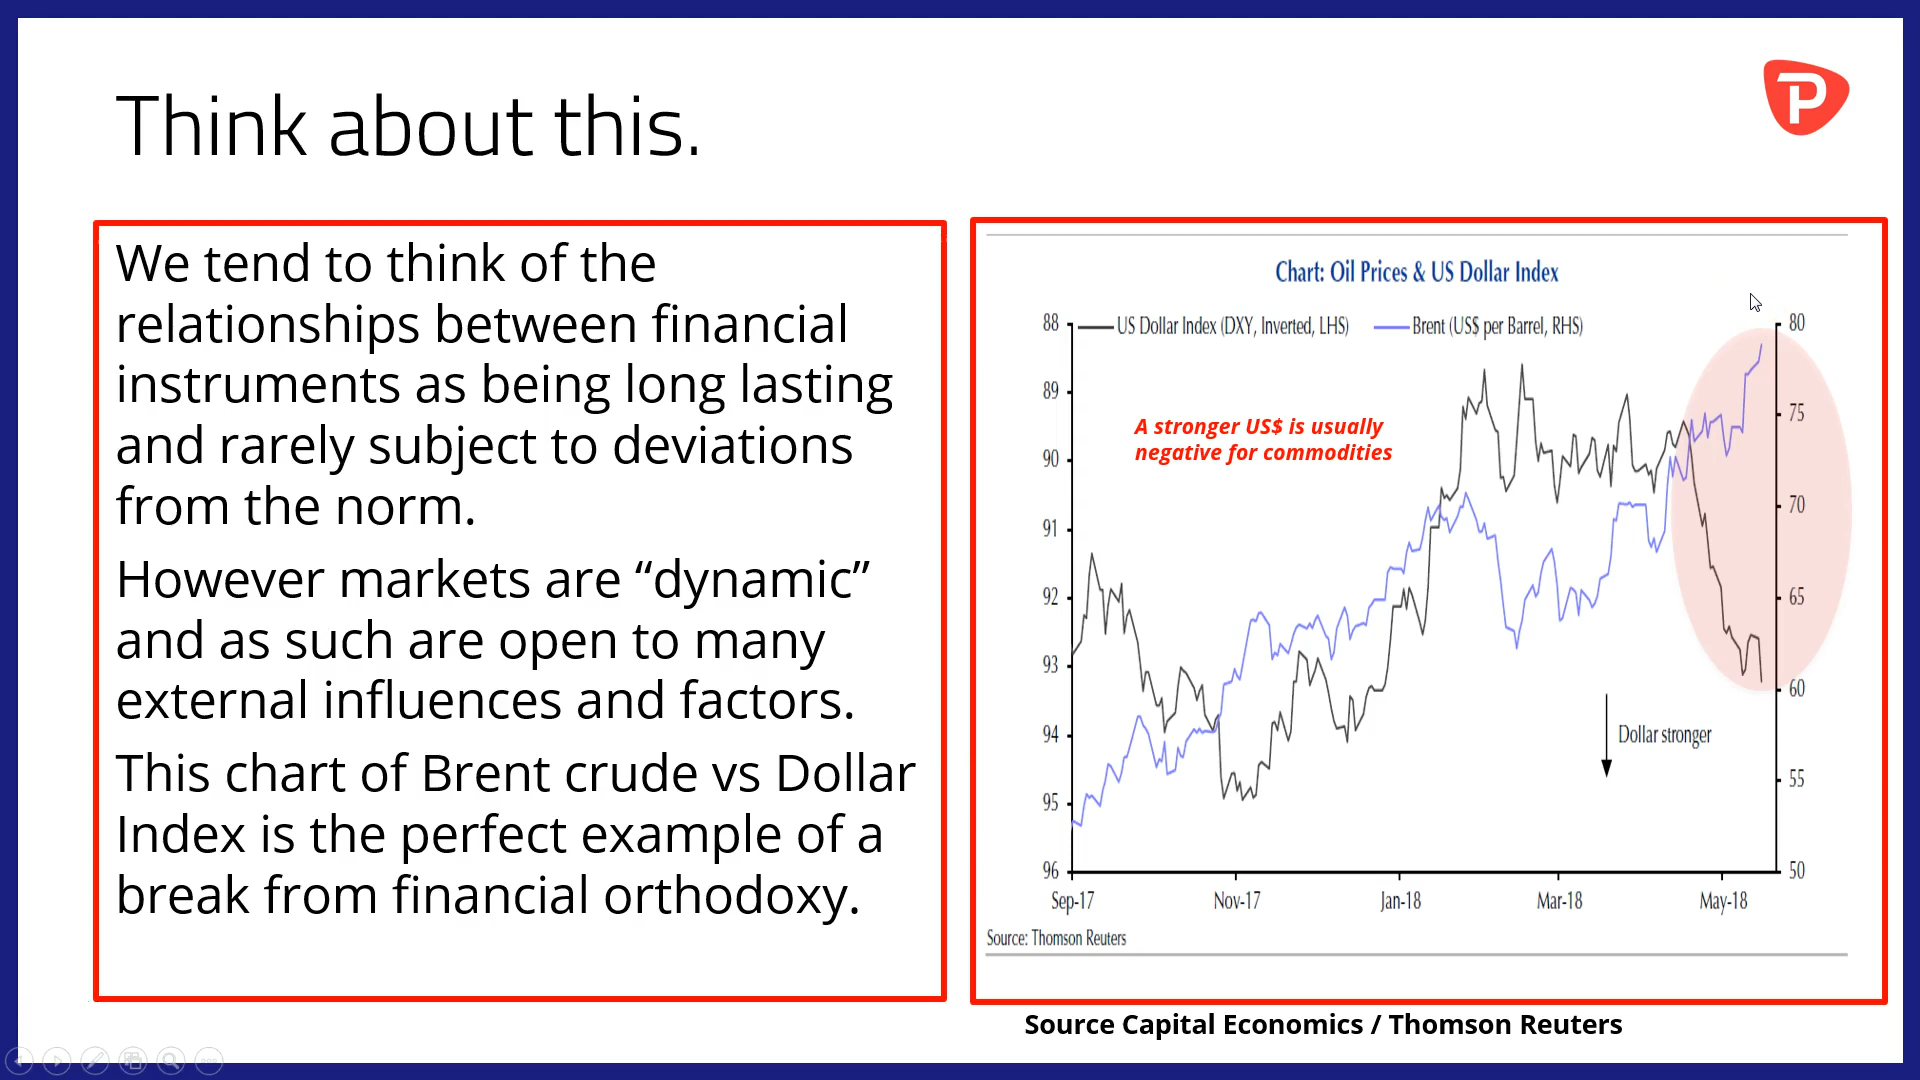 Think about this.
P
We tend to think of the
relationships between financial
instruments as being long lasting
and rarely subject to deviations
from the norm.
However markets are “dynamic”
and as such are open to many
external influences and factors.
This chart of Brent crude vs Dollar
Index is the perfect example of a
break from financial orthodoxy.
Chart: Oil Prices & US Dollar Index
US Dollar Index (DXY, Inverted, LHS)
Brent (US$ per Barrel, RHS)
A stronger US$ is usually
negative for commodities
88
89
90
91
92
93
94
95
96
80
75
70
65
60
55
50
Dollar stronger
Sep-17
Nov-17
Jan-18
Mar-18
May-18
Source: Thomson Reuters
Source Capital Economics / Thomson Reuters